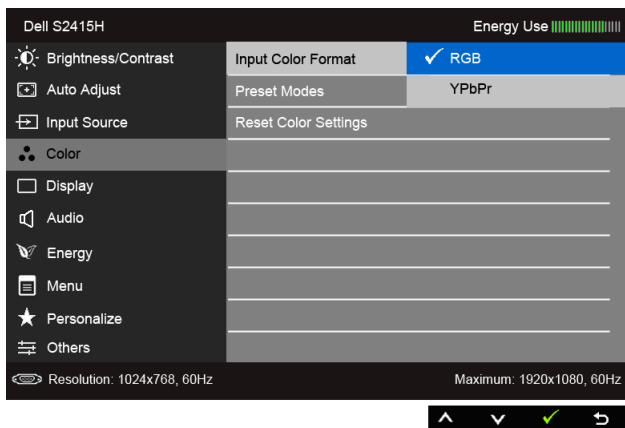 Dell S2415H Energy Use
Brightness/Contrast Input Color Format RGB
Auto Adjust Preset Modes YPbPr
Input Source Reset Color Settings
Color
Display
Audio
Energy
Menu
Personalize
Others
Resolution: 1024x768, 60Hz Maximum: 1920x1080, 60Hz